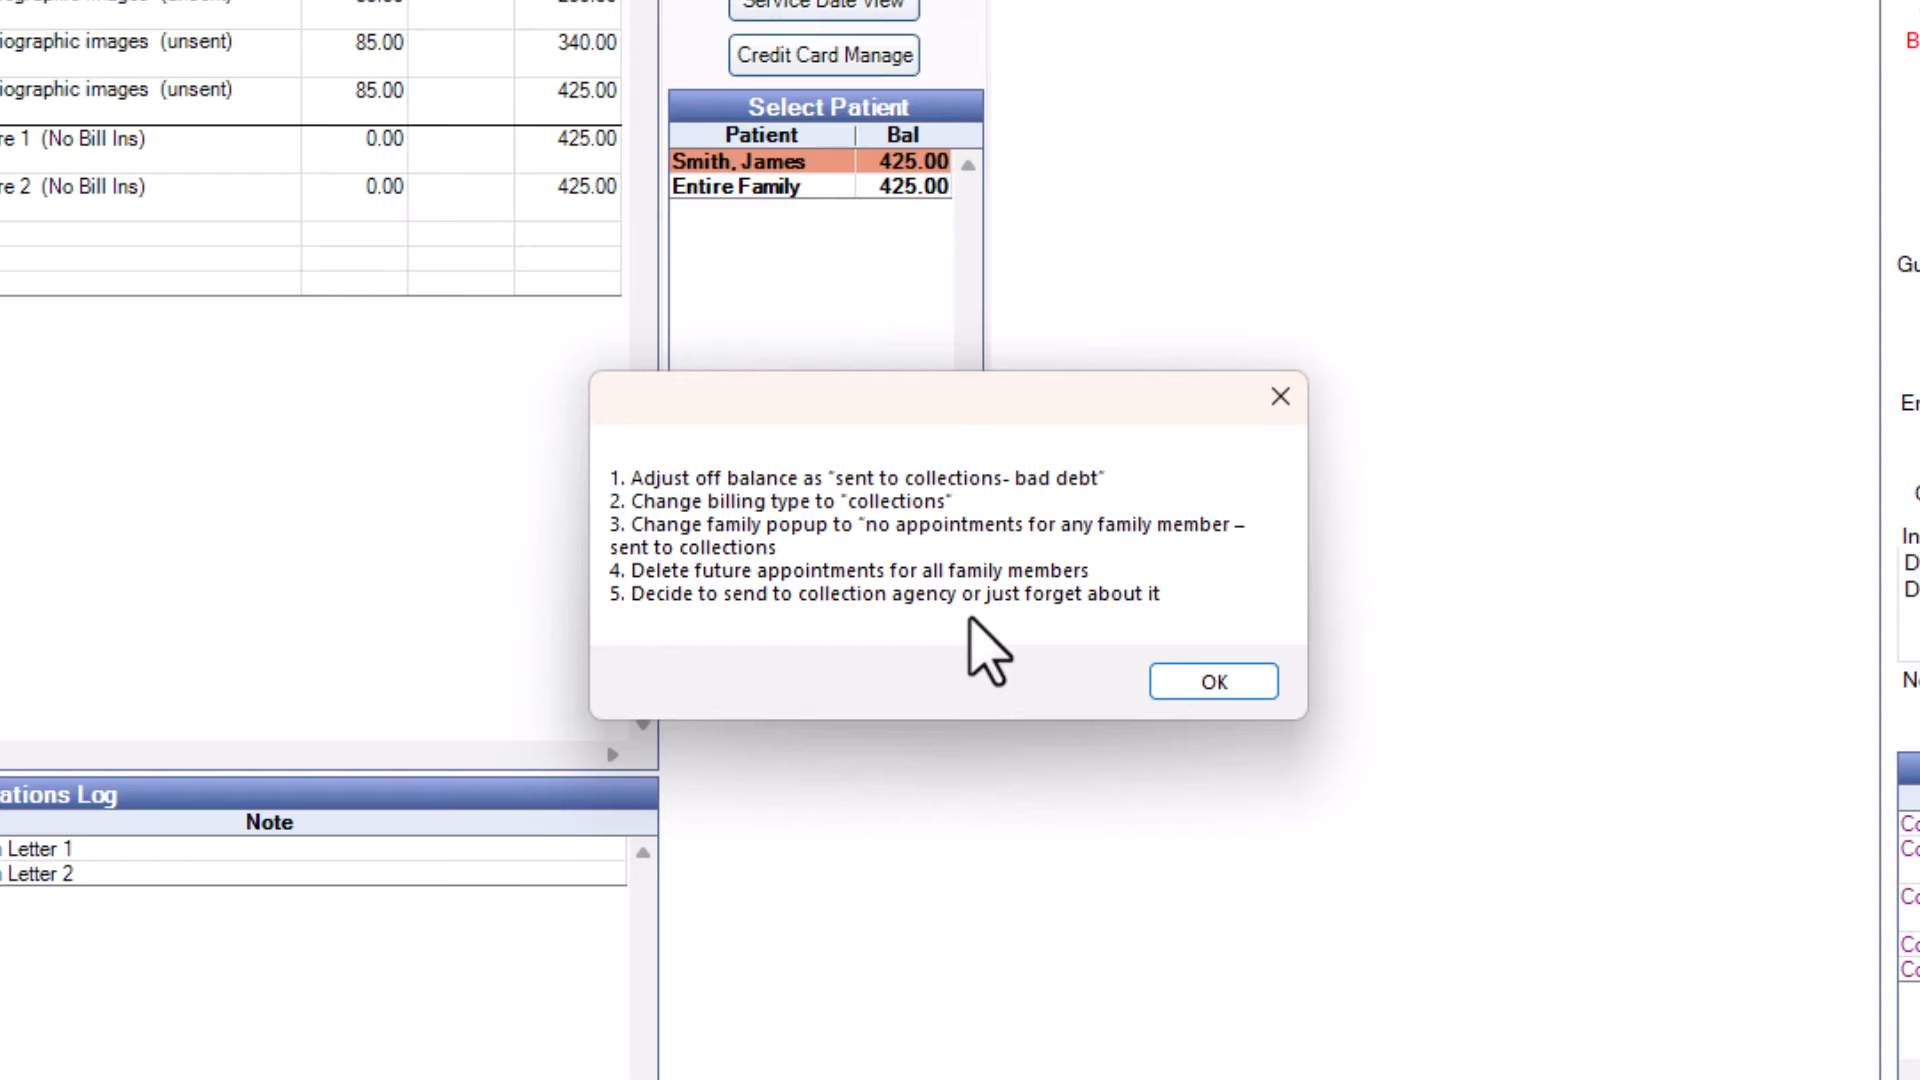 iographic images (unsent) 85.00 340.00
iographic images (unsent) 85.00 425.00
re 1 (No Bill Ins) 0.00 425.00
re 2 (No Bill Ins) 0.00 425.00
Service Date View
Credit Card Manage
Select Patient
Patient Bal
Smith, James 425.00
Entire Family 425.00
1. Adjust off balance as "sent to collections- bad debt"
2. Change billing type to "collections"
3. Change family popup to "no appointments for any family member –
sent to collections
4. Delete future appointments for all family members
5. Decide to send to collection agency or just forget about it
OK
ations Log
Note
Letter 1
Letter 2
B
Gu
In
D
D
Co
Co
Co
Co
Co